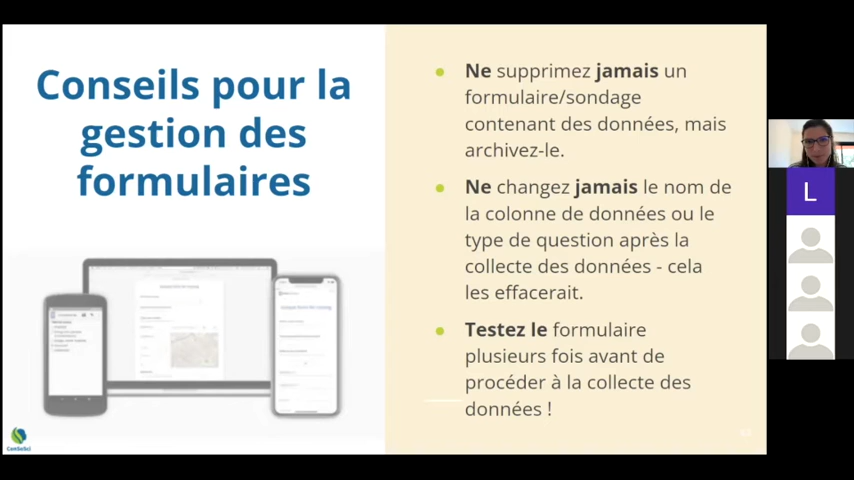 Conseils pour la
gestion des
formulaires
Ne supprimez jamais un
formulaire/sondage
contenant des données, mais
archivez-le.
Ne changez jamais le nom de
la colonne de données ou le
type de question après la
collecte des données - cela
les effacerait.
Testez le formulaire
plusieurs fois avant de
procéder à la collecte des
données !
L